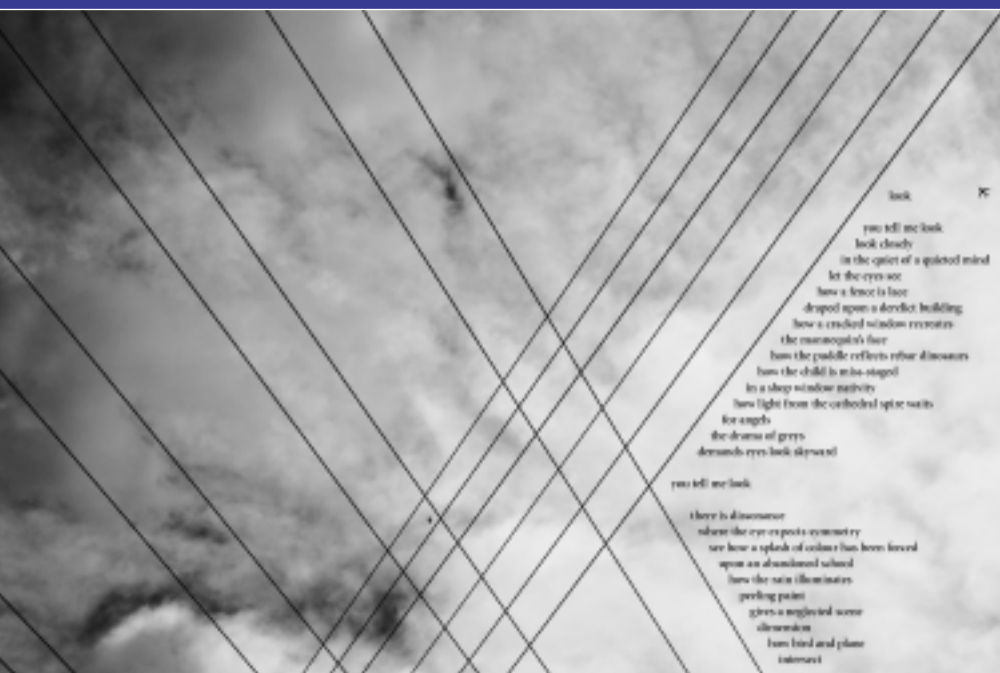 look
you tell me look
look closely
in the quiet of a quieted mind
let the eyes see
how a fence is lace
draped upon a derelict building
how a cracked window recreates
the mannequin's face
how the puddle reflects rebar dinosaurs
how the child is miss-staged
in a shop window nativity
how light from the cathedral spire waits
for angels
the drama of greys
demands eyes look skyward
you tell me look
there is dissonance
where the eye expects symmetry
see how a splash of colour has been forced
upon an abandoned school
how the rain illuminates
peeling paint
gives a neglected scene
dimension
how bird and plane
intersect